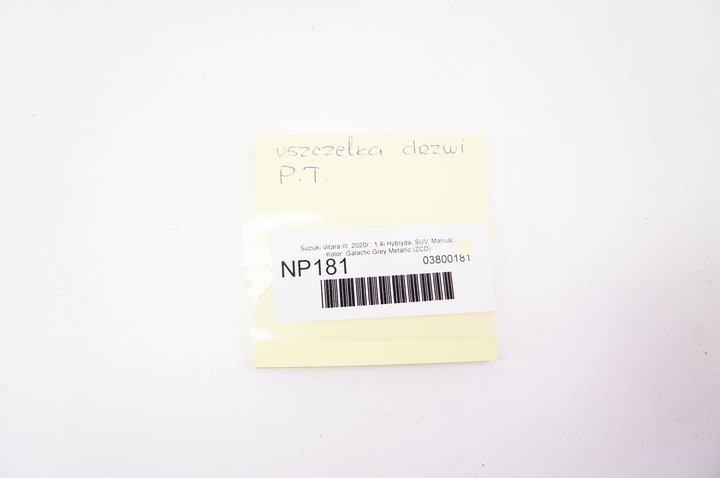 uszczelka drzwi
P.T.
Suzuki Vitara III, 2020r., 1.4i Hybryda, SUV, Manual
Kolor: Galactic Grey Metallic (ZCD)
NP181
03800181